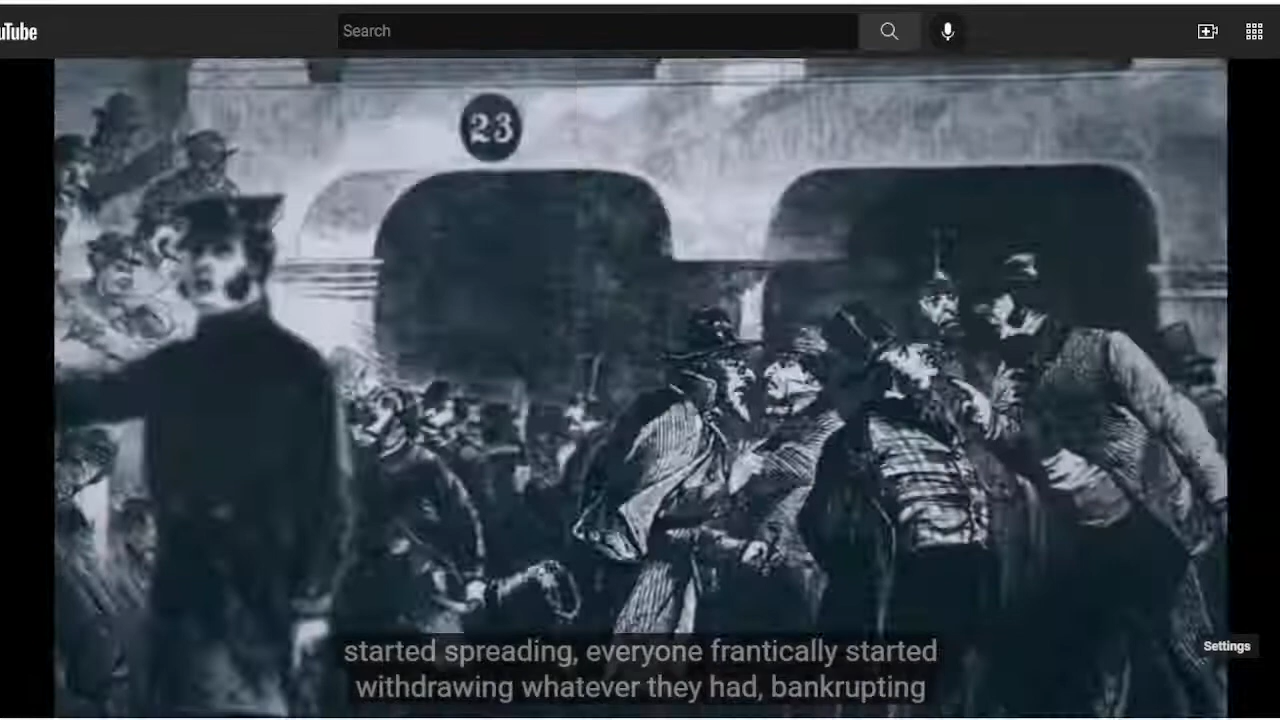 uTube
Search
23
Settings
started spreading, everyone frantically started
withdrawing whatever they had, bankrupting